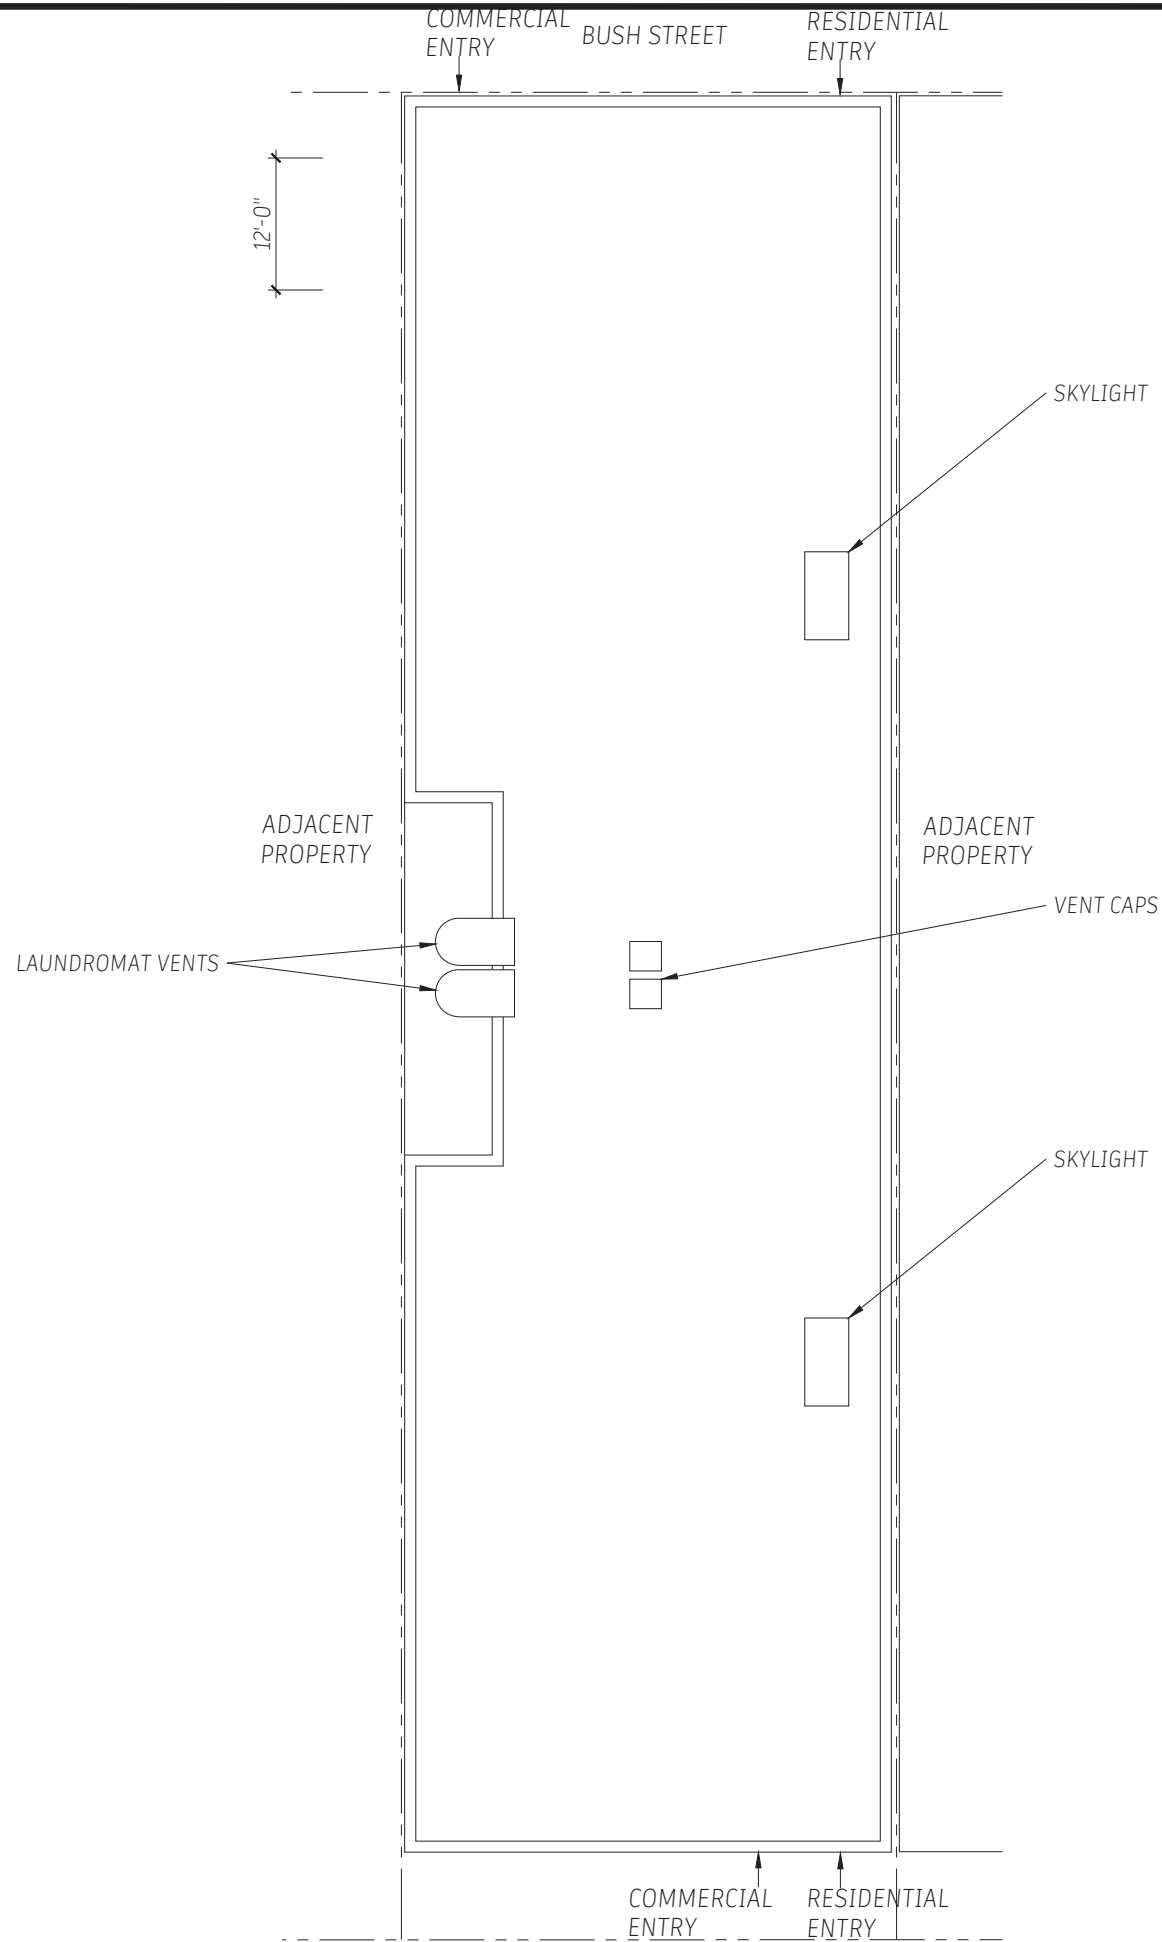 COMMERCIAL
ENTRY
BUSH STREET
RESIDENTIAL
ENTRY
12'-0"
SKYLIGHT
ADJACENT
PROPERTY
ADJACENT
PROPERTY
VENT CAPS
LAUNDROMAT VENTS
SKYLIGHT
COMMERCIAL
ENTRY
RESIDENTIAL
ENTRY